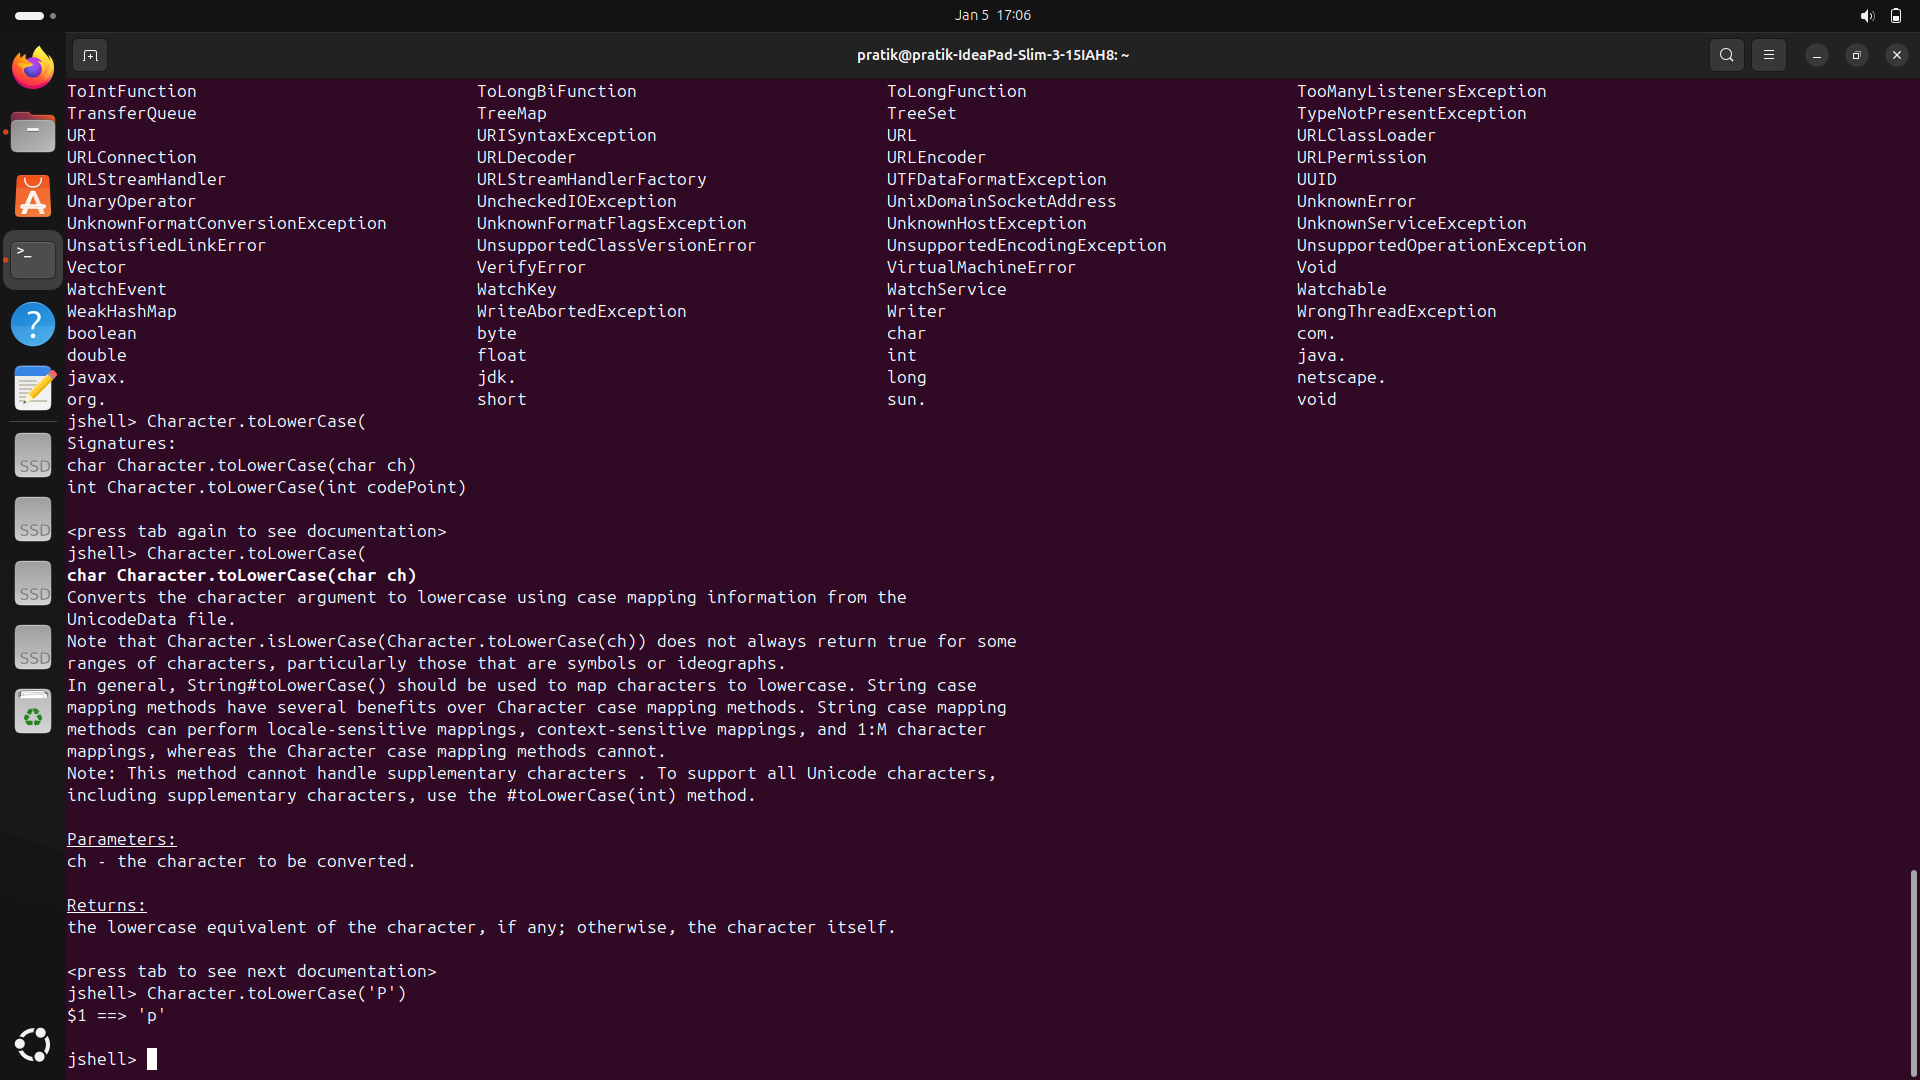 Jan 5 17:06
pratik@pratik-IdeaPad-Slim-3-15IAH8: ~
ToIntFunction ToLongBiFunction ToLongFunction TooManyListenersException
TransferQueue TreeMap TreeSet TypeNotPresentException
URI URISyntaxException URL URLClassLoader
URLConnection URLDecoder URLEncoder URLPermission
URLStreamHandler URLStreamHandlerFactory UTFDataFormatException UUID
UnaryOperator UncheckedIOException UnixDomainSocketAddress UnknownError
UnknownFormatConversionException UnknownFormatFlagsException UnknownHostException UnknownServiceException
UnsatisfiedLinkError UnsupportedClassVersionError UnsupportedEncodingException UnsupportedOperationException
Vector VerifyError VirtualMachineError Void
WatchEvent WatchKey WatchService Watchable
WeakHashMap WriteAbortedException Writer WrongThreadException
boolean byte char com.
double float int java.
javax. jdk. long netscape.
org. short sun. void
jshell> Character.toLowerCase(
Signatures:
char Character.toLowerCase(char ch)
int Character.toLowerCase(int codePoint)
<press tab again to see documentation>
jshell> Character.toLowerCase(
char Character.toLowerCase(char ch)
Converts the character argument to lowercase using case mapping information from the
UnicodeData file.
Note that Character.isLowerCase(Character.toLowerCase(ch)) does not always return true for some
ranges of characters, particularly those that are symbols or ideographs.
In general, String#toLowerCase() should be used to map characters to lowercase. String case
mapping methods have several benefits over Character case mapping methods. String case mapping
methods can perform locale-sensitive mappings, context-sensitive mappings, and 1:M character
mappings, whereas the Character case mapping methods cannot.
Note: This method cannot handle supplementary characters . To support all Unicode characters,
including supplementary characters, use the #toLowerCase(int) method.
Parameters:
ch - the character to be converted.
Returns:
the lowercase equivalent of the character, if any; otherwise, the character itself.
<press tab to see next documentation>
jshell> Character.toLowerCase('P')
$1 ==> 'p'
jshell>
SSD
SSD
SSD
SSD